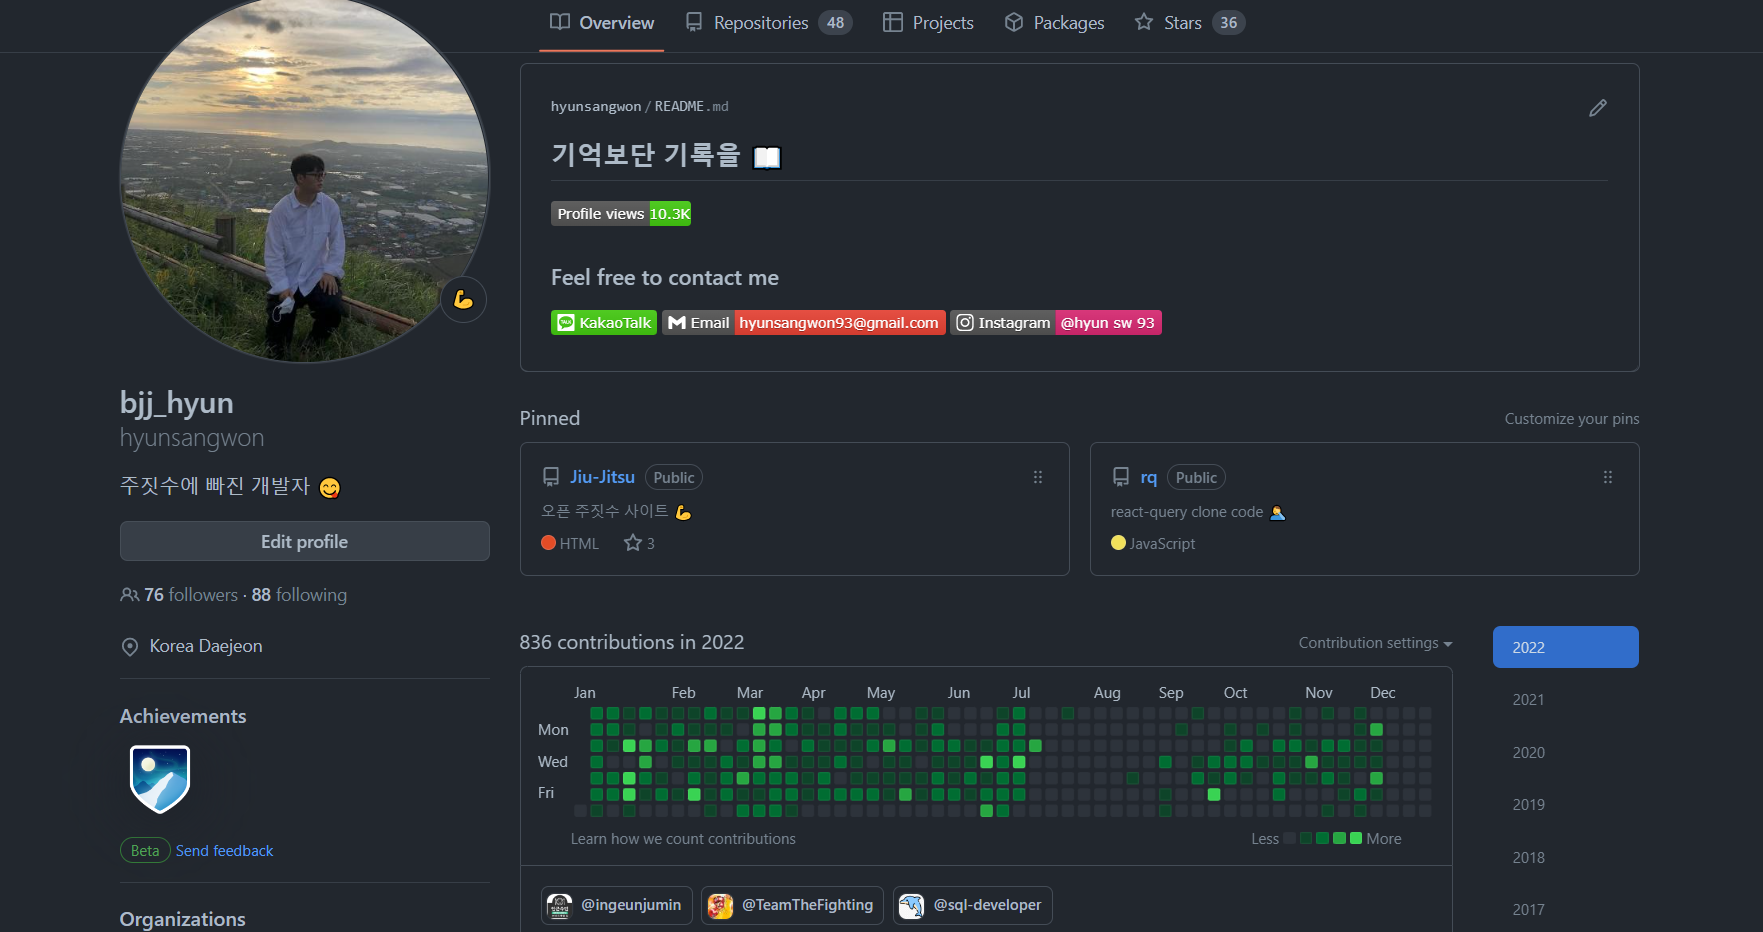 Overview Repositories 48 Projects Packages Stars 36
hyunsangwon / README.md
기억보단 기록을
Profile views 10.3K
Feel free to contact me
KakaoTalk Email hyunsangwon93@gmail.com Instagram @hyun sw 93
bjj_hyun
hyunsangwon
주짓수에 빠진 개발자
Edit profile
76 followers · 88 following
Korea Daejeon
Achievements
Beta Send feedback
Organizations
Pinned Customize your pins
Jiu-Jitsu Public
오픈 주짓수 사이트
HTML 3
rq Public
react-query clone code
JavaScript
836 contributions in 2022 Contribution settings
Jan Feb Mar Apr May Jun Jul Aug Sep Oct Nov Dec
Mon
Wed
Fri
Learn how we count contributions Less More
@ingeunjumin @TeamTheFighting @sql-developer
2022
2021
2020
2019
2018
2017